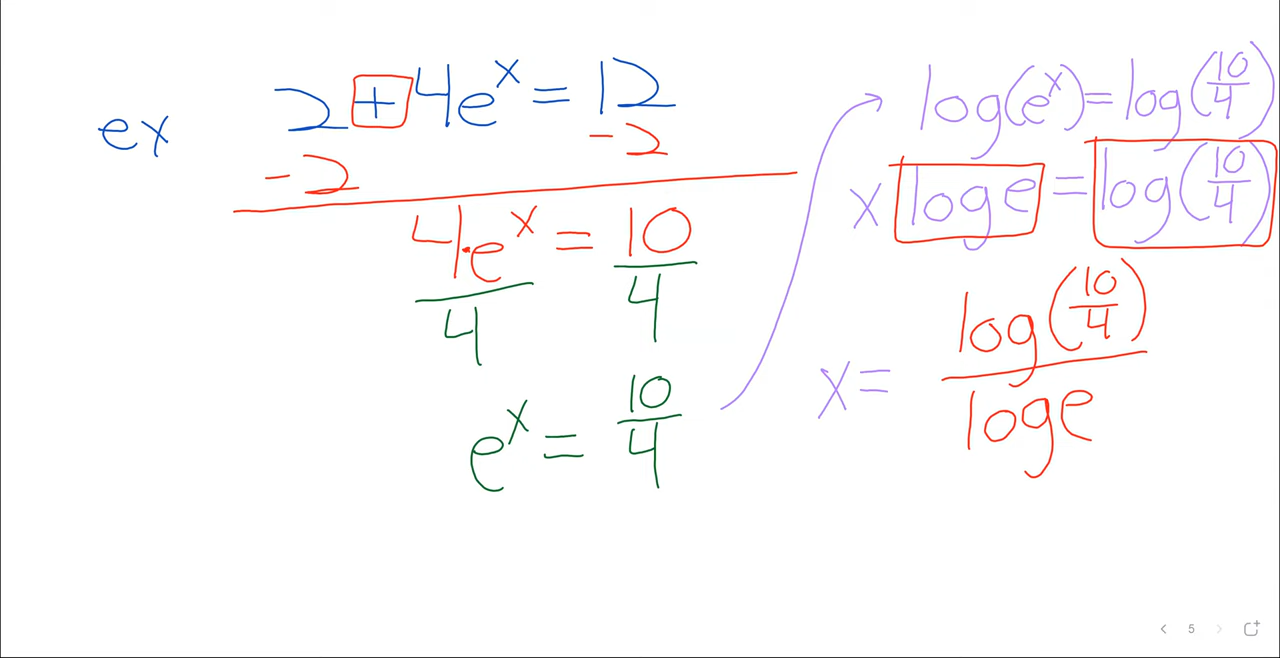 ex 2 + 4e^x = 12
-2 -2
4·e^x/4 = 10/4
e^x = 10/4
log(e^x) = log(10/4)
x log e = log(10/4)
x = log(10/4)/log e
< 5 >